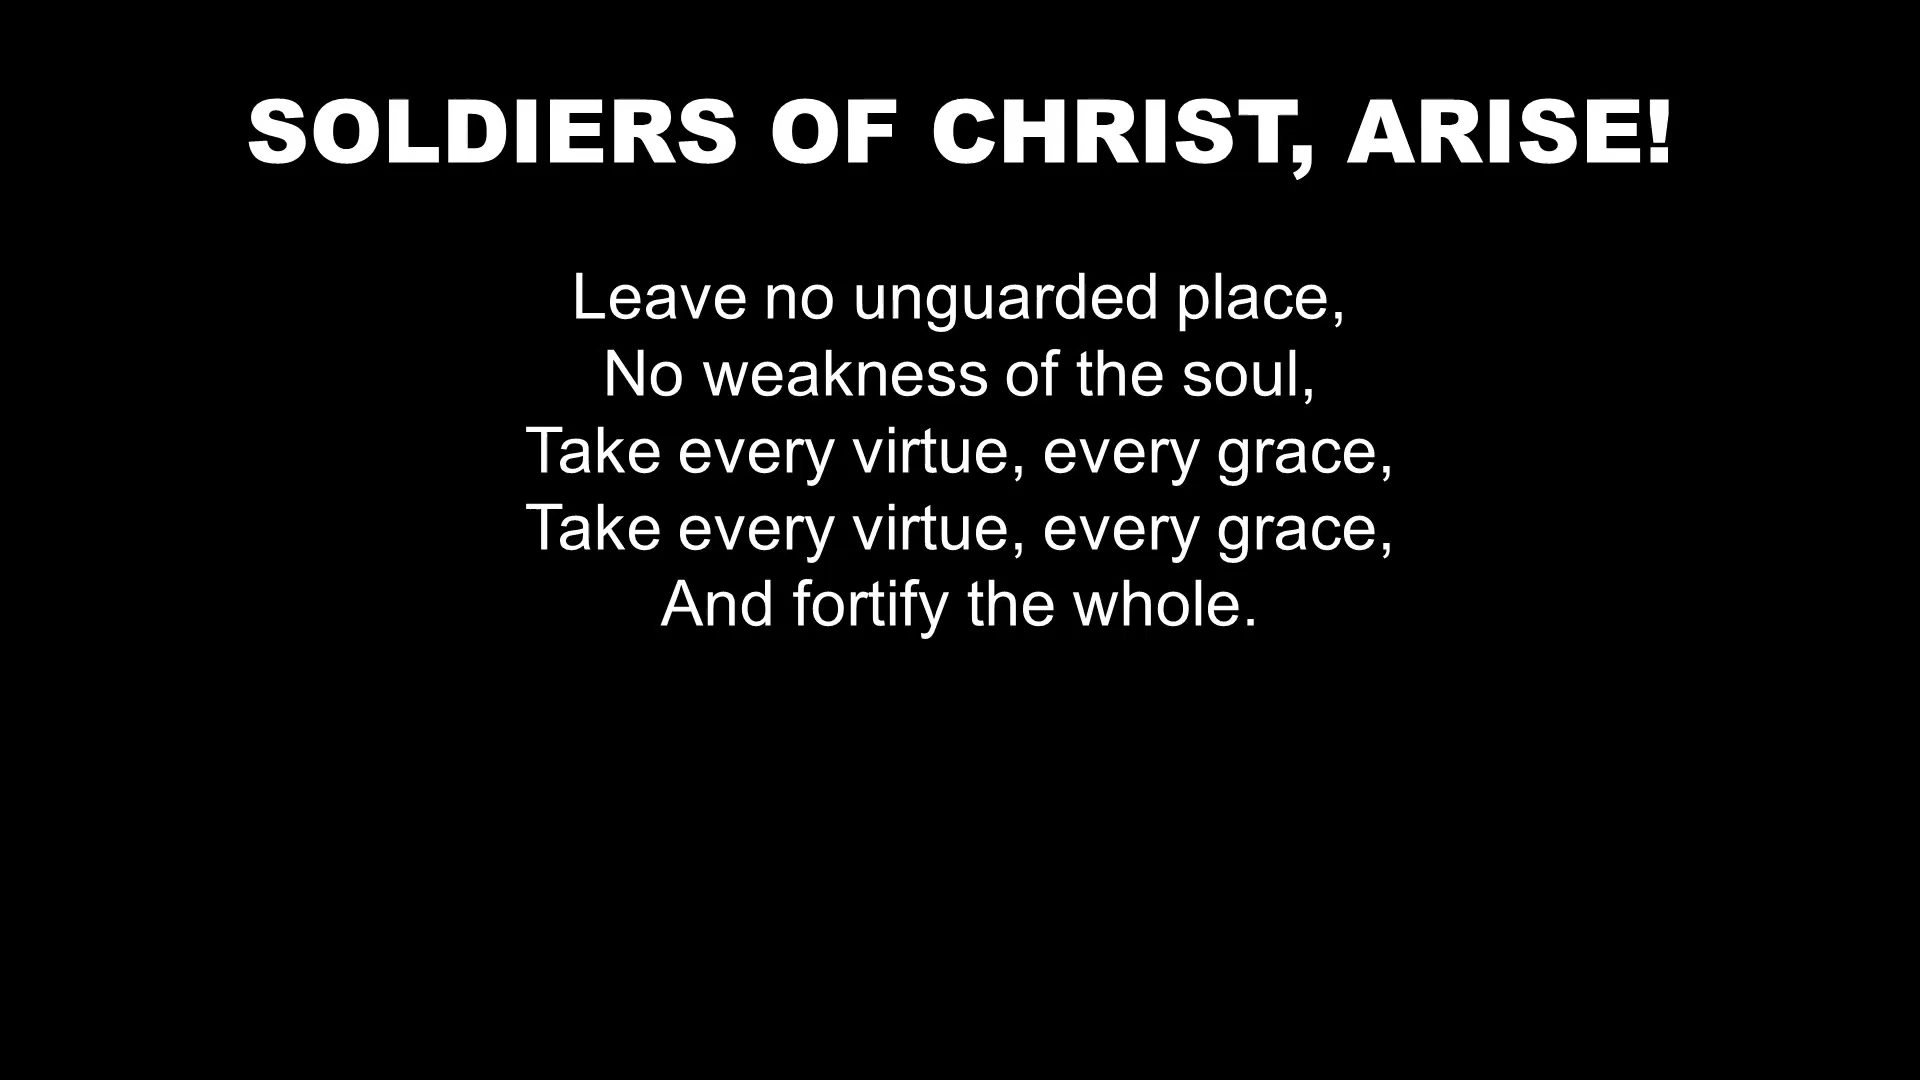 SOLDIERS OF CHRIST, ARISE!
Leave no unguarded place,
No weakness of the soul,
Take every virtue, every grace,
Take every virtue, every grace,
And fortify the whole.